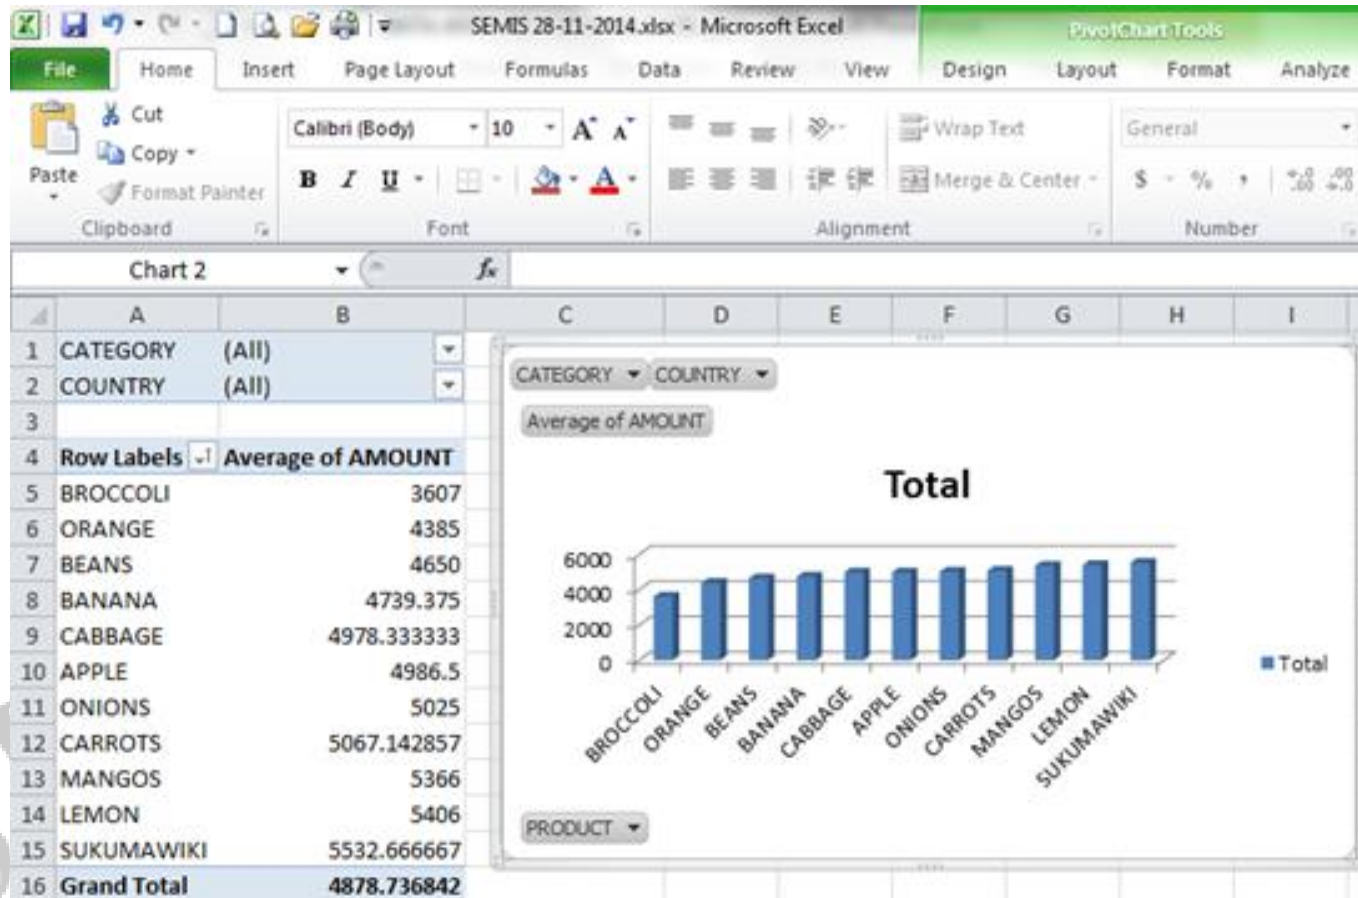 SEMIS 28-11-2014.xlsx - Microsoft Excel
PivotChart Tools
File Home Insert Page Layout Formulas Data Review View Design Layout Format Analyze
Cut
Copy
Format Painter
Paste
Clipboard
Calibri (Body) 10 A A
B I U A
Font
Wrap Text
Merge & Center
Alignment
General
$ % ,
Number
Chart 2 fx
A B C D E F G H I
1 CATEGORY (All)
2 COUNTRY (All)
3
4 Row Labels Average of AMOUNT
5 BROCCOLI 3607
6 ORANGE 4385
7 BEANS 4650
8 BANANA 4739.375
9 CABBAGE 4978.333333
10 APPLE 4986.5
11 ONIONS 5025
12 CARROTS 5067.142857
13 MANGOS 5366
14 LEMON 5406
15 SUKUMAWIKI 5532.666667
16 Grand Total 4878.736842
CATEGORY COUNTRY
Average of AMOUNT
Total
6000
4000
2000
0
BROCCOLI ORANGE BEANS BANANA CABBAGE APPLE ONIONS CARROTS MANGOS LEMON SUKUMAWIKI
Total
PRODUCT